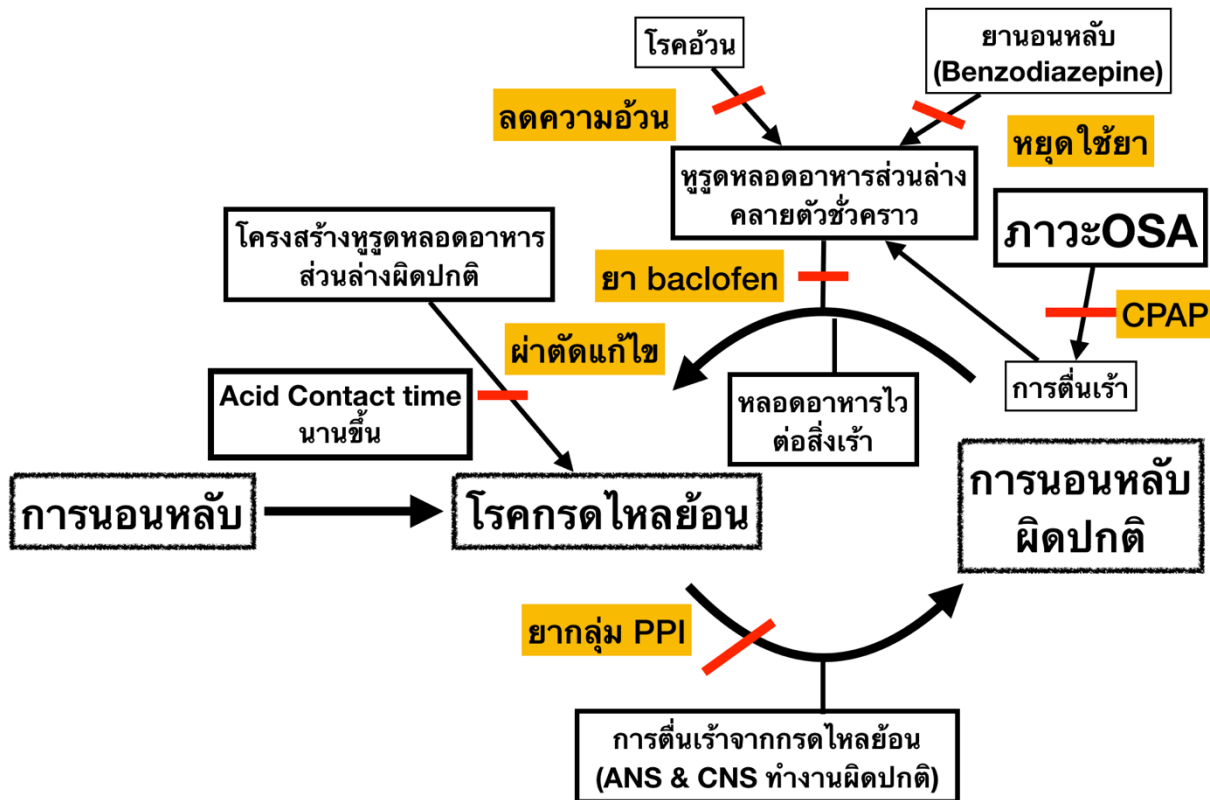 โรคอ้วน
ยานอนหลับ
(Benzodiazepine)
ลดความอ้วน
หยุดใช้ยา
หูรูดหลอดอาหารส่วนล่าง
คลายตัวชั่วคราว
ภาวะOSA
โครงสร้างหูรูดหลอดอาหาร
ส่วนล่างผิดปกติ
ยา baclofen
CPAP
ผ่าตัดแก้ไข
Acid Contact time
นานขึ้น
หลอดอาหารไว
ต่อสิ่งเร้า
การตื่นเร้า
การนอนหลับ
โรคกรดไหลย้อน
การนอนหลับ
ผิดปกติ
ยากลุ่ม PPI
การตื่นเร้าจากกรดไหลย้อน
(ANS & CNS ทำงานผิดปกติ)